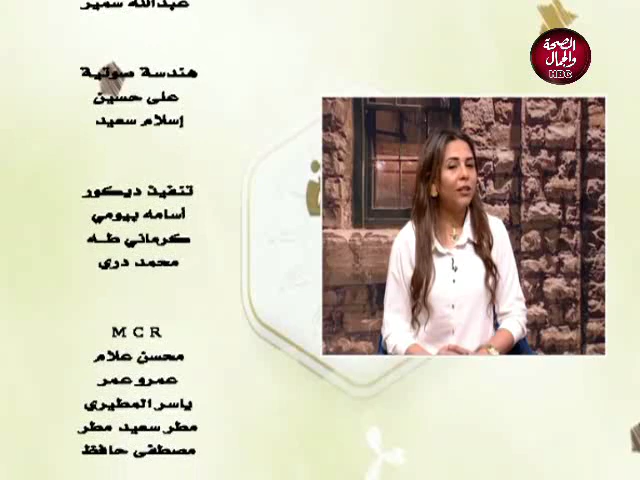 عبدالله سمير
الصحة
والجمال
HBC
هندسة صوتية
على حسين
إسلام سعيد
تنفيذ ديكور
أسامه بيومي
كرماني طه
محمد دري
MCR
محسن علام
عمرو عمر
ياسر المطيري
مطر سعيد مطر
مصطفى حافظ